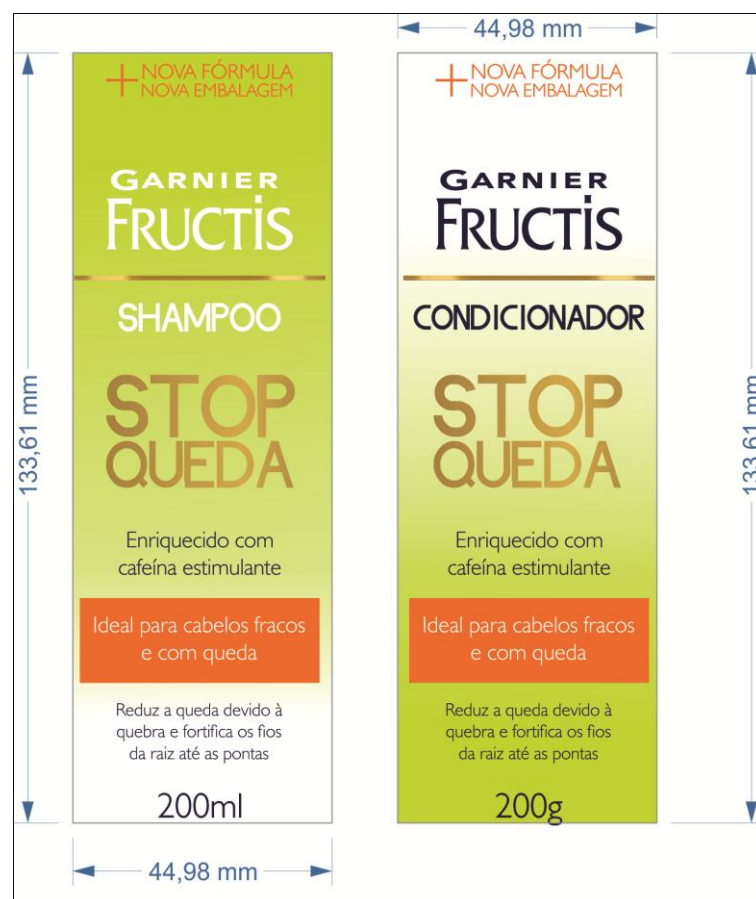 44,98 mm
133,61 mm
+ NOVA FÓRMULA
NOVA EMBALAGEM
GARNIER
FRUCTiS
SHAMPOO
STOP
QUEDA
Enriquecido com
cafeína estimulante
Ideal para cabelos fracos
e com queda
Reduz a queda devido à
quebra e fortifica os fios
da raiz até as pontas
200ml
44,98 mm
+ NOVA FÓRMULA
NOVA EMBALAGEM
GARNIER
FRUCTiS
CONDICIONADOR
STOP
QUEDA
Enriquecido com
cafeína estimulante
Ideal para cabelos fracos
e com queda
Reduz a queda devido à
quebra e fortifica os fios
da raiz até as pontas
200g
133,61 mm